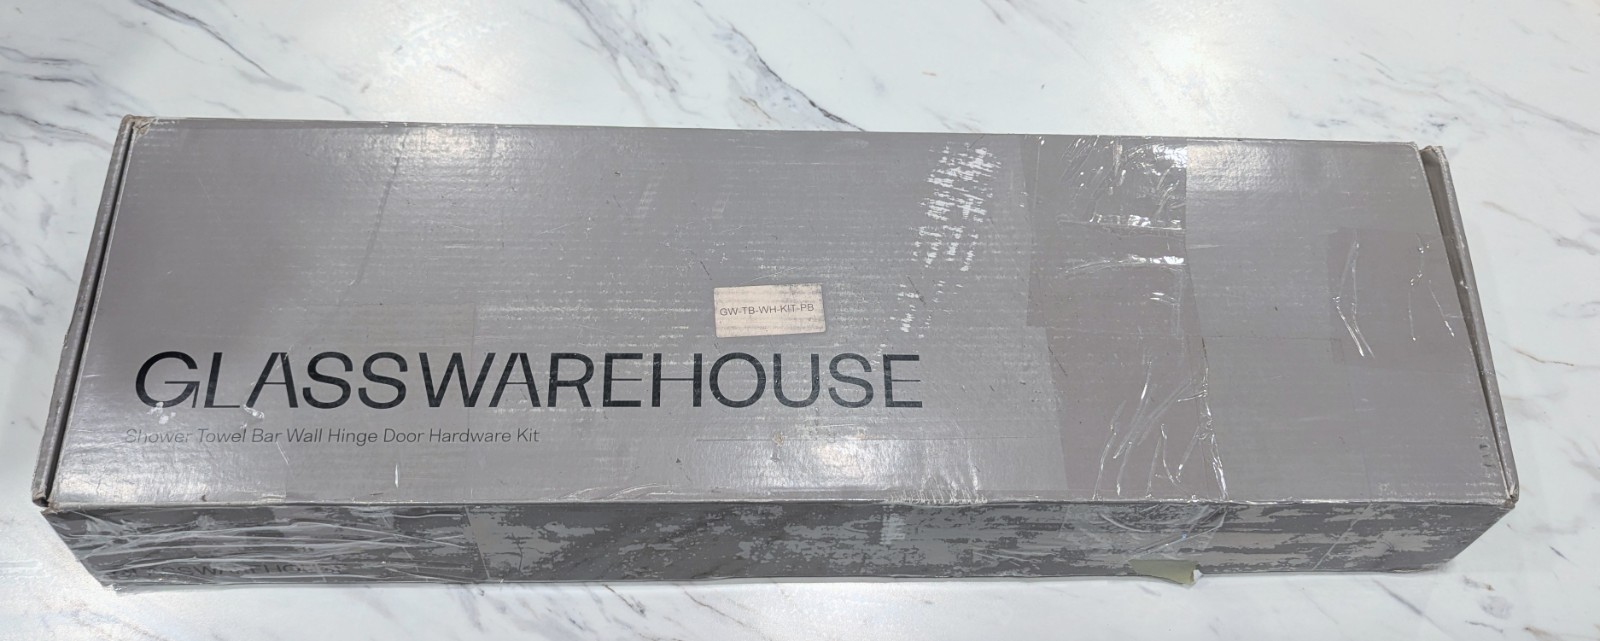 GW-TB-WH-KIT-PB
GLASSWAREHOUSE
Shower Towel Bar Wall Hinge Door Hardware Kit